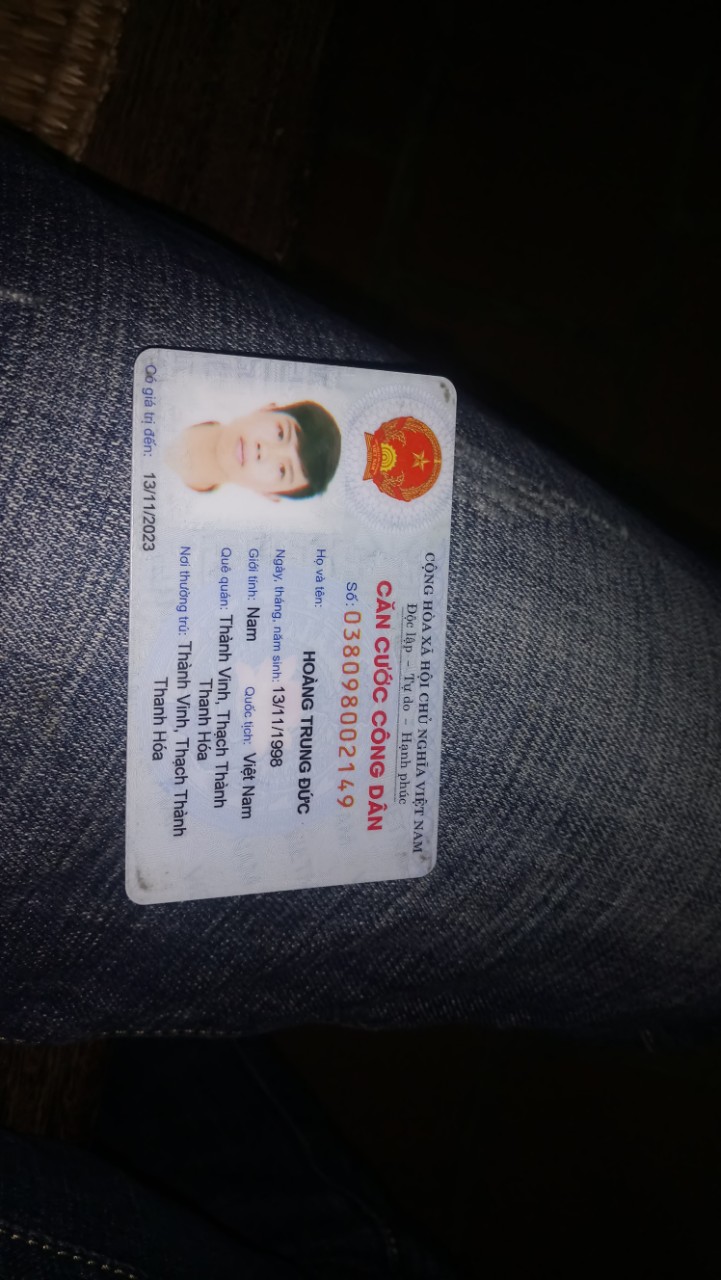 CỘNG HÒA XÃ HỘI CHỦ NGHĨA VIỆT NAM
Độc lập – Tự do – Hạnh phúc
CĂN CƯỚC CÔNG DÂN
Số: 038098002149
Họ và tên:
HOÀNG TRUNG ĐỨC
Ngày, tháng, năm sinh: 13/11/1998
Giới tính: Nam Quốc tịch: Việt Nam
Quê quán: Thành Vinh, Thạch Thành
Thanh Hóa
Nơi thường trú: Thành Vinh, Thạch Thành
Thanh Hóa
Có giá trị đến: 13/11/2023